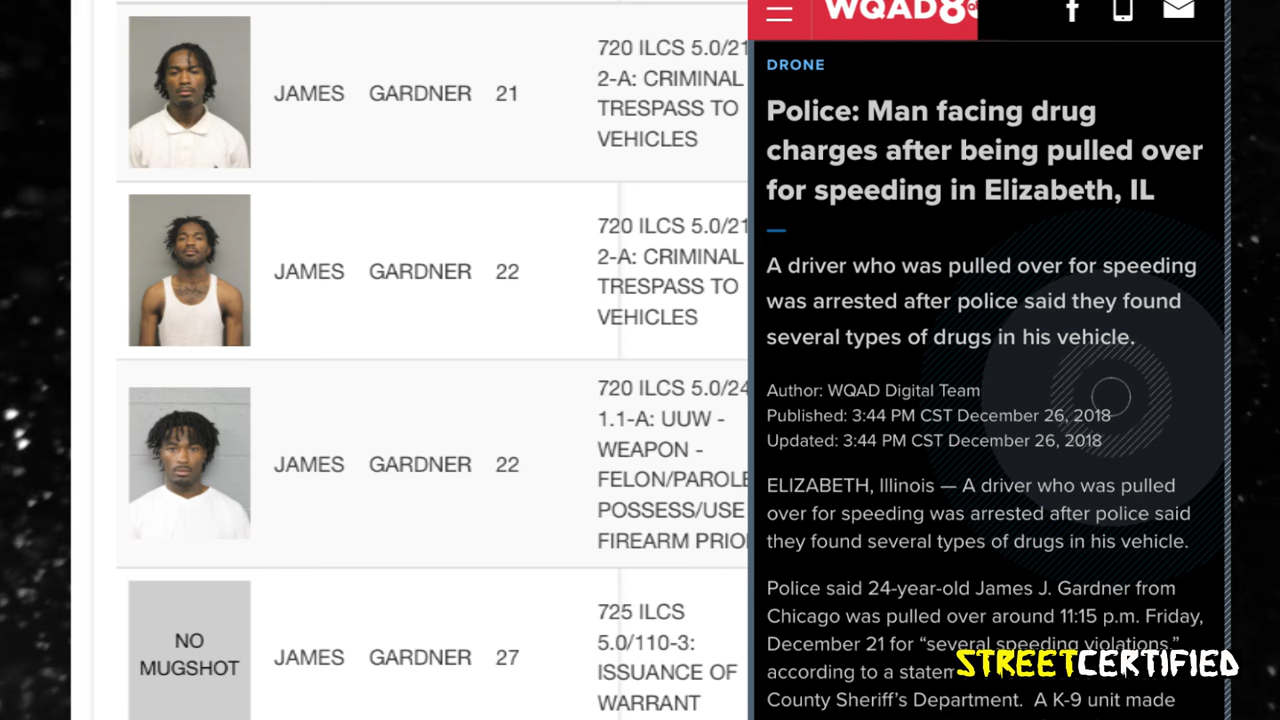 JAMES GARDNER 21
720 ILCS 5.0/21
2-A: CRIMINAL
TRESPASS TO
VEHICLES
JAMES GARDNER 22
720 ILCS 5.0/21
2-A: CRIMINAL
TRESPASS TO
VEHICLES
JAMES GARDNER 22
720 ILCS 5.0/24
1.1-A: UUW -
WEAPON -
FELON/PAROLE
POSSESS/USE
FIREARM PRIO
NO
MUGSHOT
JAMES GARDNER 27
725 ILCS
5.0/110-3:
ISSUANCE OF
WARRANT
WQAD8
DRONE
Police: Man facing drug
charges after being pulled over
for speeding in Elizabeth, IL
A driver who was pulled over for speeding
was arrested after police said they found
several types of drugs in his vehicle.
Author: WQAD Digital Team
Published: 3:44 PM CST December 26, 2018
Updated: 3:44 PM CST December 26, 2018
ELIZABETH, Illinois — A driver who was pulled
over for speeding was arrested after police said
they found several types of drugs in his vehicle.
Police said 24-year-old James J. Gardner from
Chicago was pulled over around 11:15 p.m. Friday,
December 21 for “several speeding violations,”
according to a statem
County Sheriff’s Department. A K-9 unit made
STREETCERTIFIED